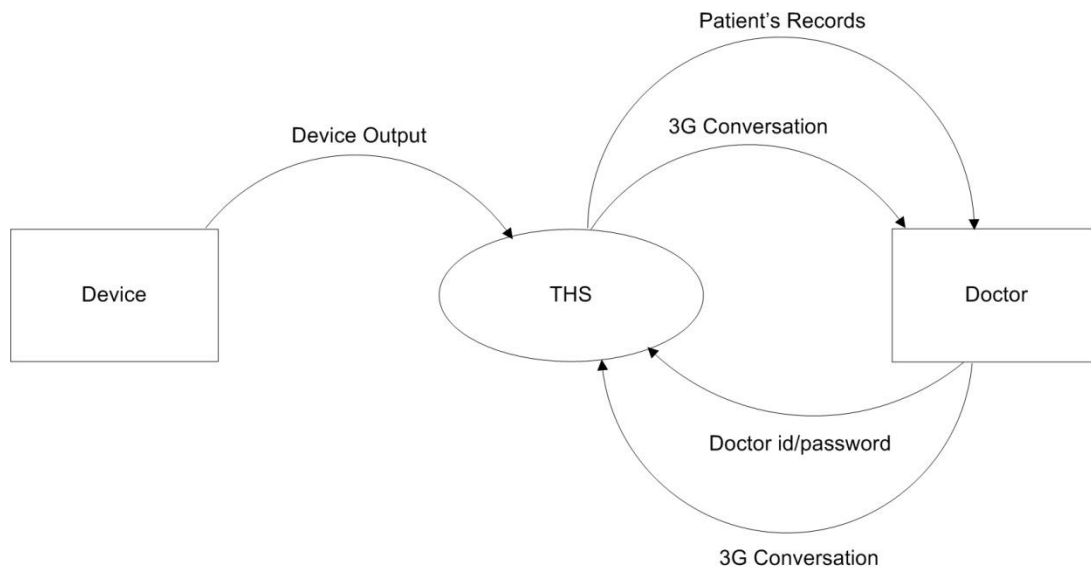 Patient's Records
3G Conversation
Device Output
Device
THS
Doctor
Doctor id/password
3G Conversation